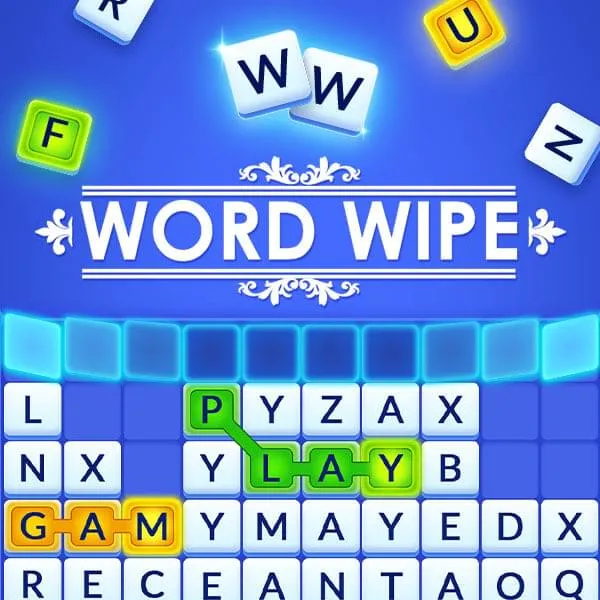 R
W W
U
F
Z
WORD WIPE
L P Y Z A X
N X Y L A Y B
G A M Y M A Y E D X
R E C E A N T A O Q